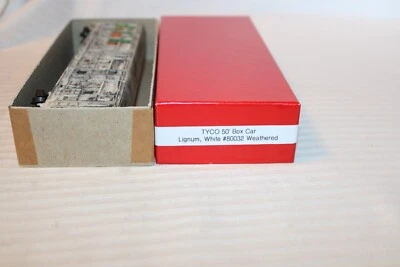 TYCO 50' Box Car
Lignum, White #80032 Weathered